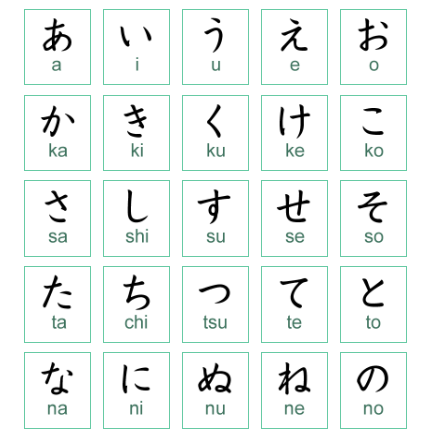 あ い う え お
a i u e o
か き く け こ
ka ki ku ke ko
さ し す せ そ
sa shi su se so
た ち つ て と
ta chi tsu te to
な に ぬ ね の
na ni nu ne no